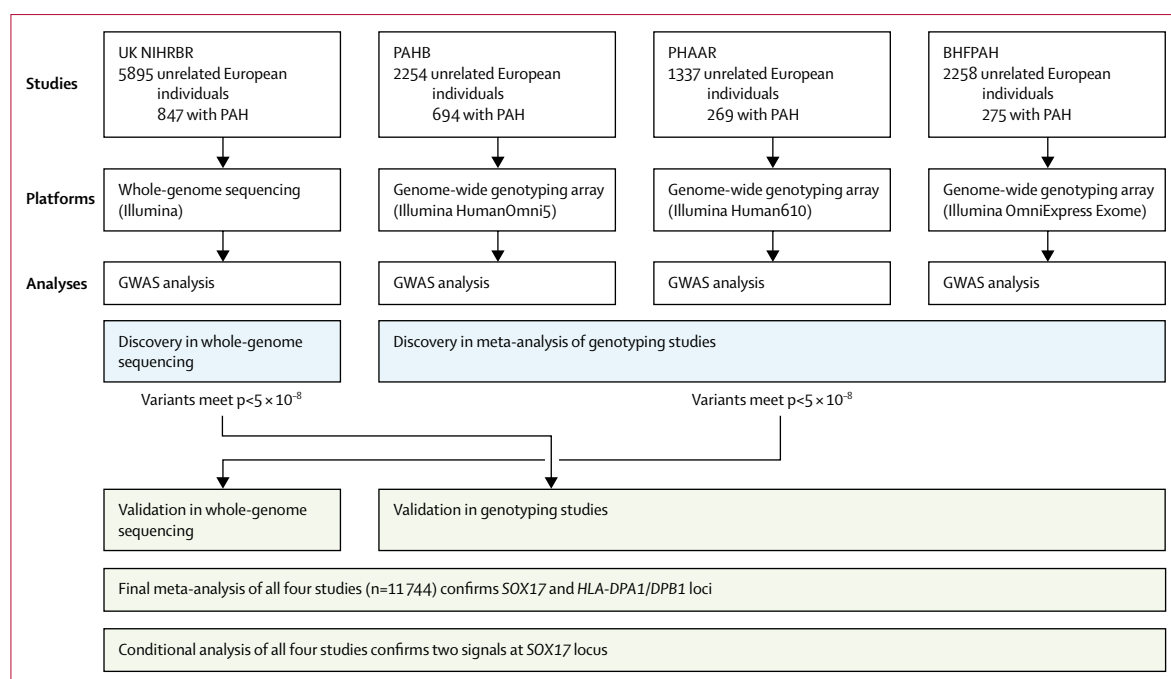 Studies
UK NIHRBR
5895 unrelated European
individuals
847 with PAH
PAHB
2254 unrelated European
individuals
694 with PAH
PHAAR
1337 unrelated European
individuals
269 with PAH
BHFPAH
2258 unrelated European
individuals
275 with PAH
Platforms
Whole-genome sequencing
(Illumina)
Genome-wide genotyping array
(Illumina HumanOmni5)
Genome-wide genotyping array
(Illumina Human610)
Genome-wide genotyping array
(Illumina OmniExpress Exome)
Analyses
GWAS analysis
GWAS analysis
GWAS analysis
GWAS analysis
Discovery in whole-genome
sequencing
Discovery in meta-analysis of genotyping studies
Variants meet p<5 × 10⁻⁸
Variants meet p<5 × 10⁻⁸
Validation in whole-genome
sequencing
Validation in genotyping studies
Final meta-analysis of all four studies (n=11 744) confirms SOX17 and HLA-DPA1/DPB1 loci
Conditional analysis of all four studies confirms two signals at SOX17 locus